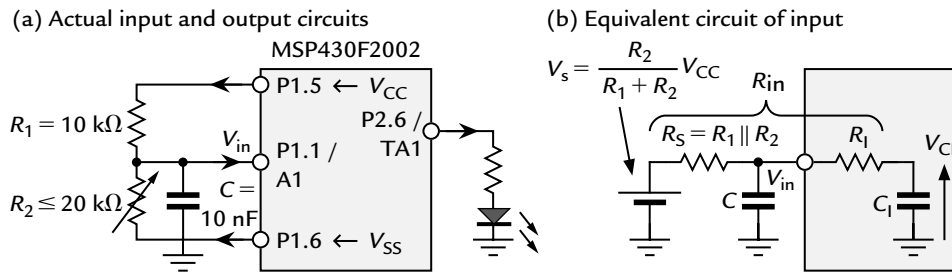 (a) Actual input and output circuits
MSP430F2002
P1.5 ← VCC
R1 = 10 kΩ
P2.6 /
TA1
Vin
P1.1 /
A1
C =
10 nF
R2 ≤ 20 kΩ
P1.6 ← VSS
(b) Equivalent circuit of input
Vs = R2 / R1 + R2 VCC
Rin
RS = R1 || R2
RI
Vin
C
CI